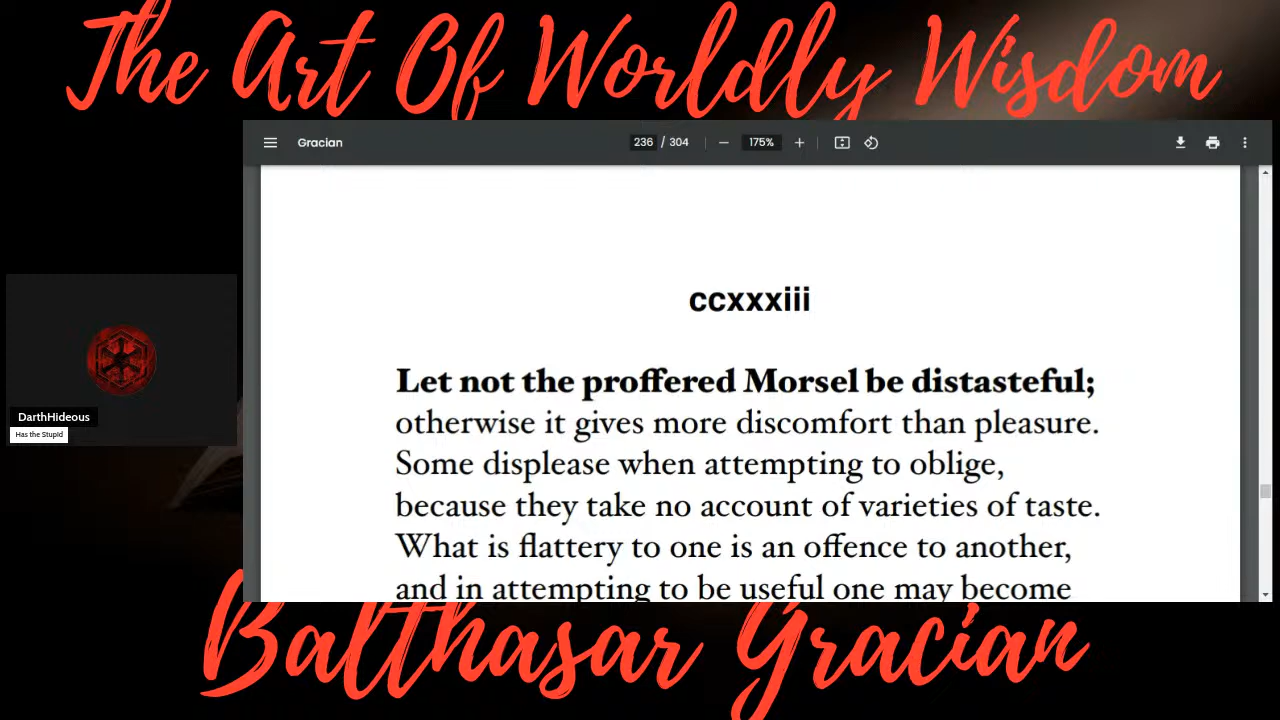 The Art Of Worldly Wisdom
Gracian
236 / 304
175%
ccxxxiii
Let not the proffered Morsel be distasteful;
otherwise it gives more discomfort than pleasure.
Some displease when attempting to oblige,
because they take no account of varieties of taste.
What is flattery to one is an offence to another,
and in attempting to be useful one may become
DarthHideous
Has the Stupid
Balthasar Gracian